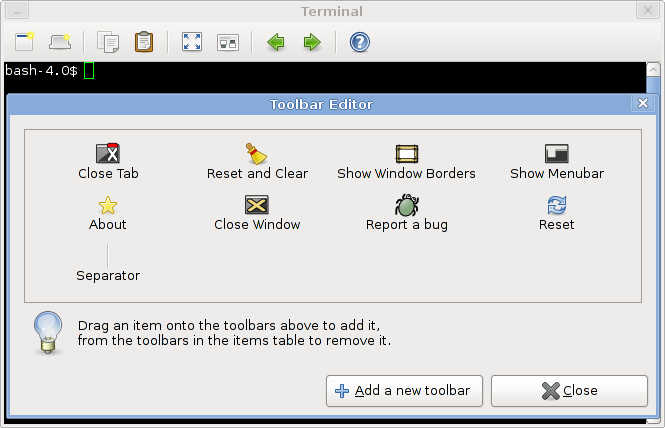 Terminal
bash-4.0$
Toolbar Editor
Close Tab
Reset and Clear
Show Window Borders
Show Menubar
About
Close Window
Report a bug
Reset
Separator
Drag an item onto the toolbars above to add it,
from the toolbars in the items table to remove it.
Add a new toolbar
Close